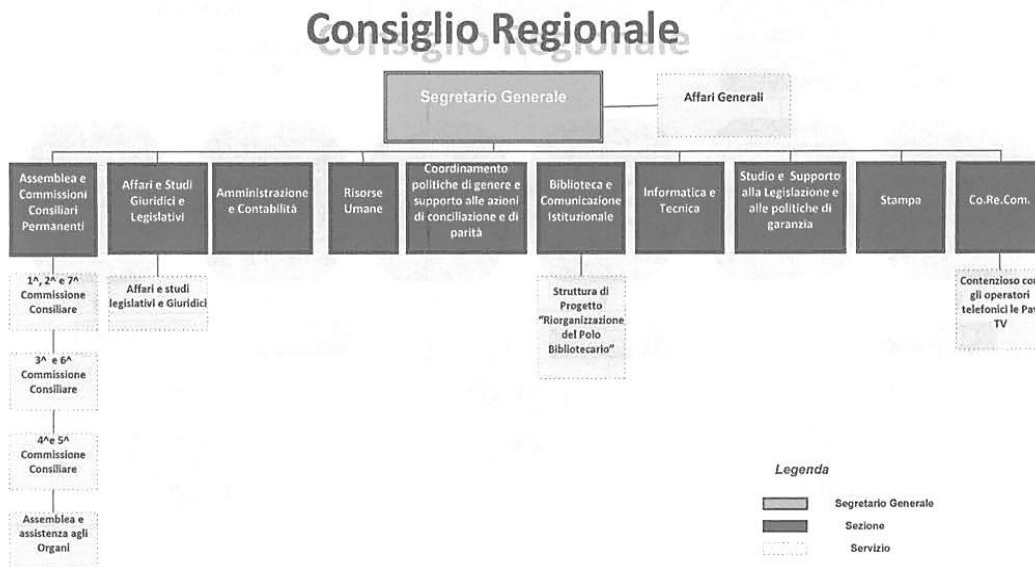 Consiglio Regionale
Segretario Generale
Affari Generali
Assemblea e
Commissioni
Consiliari
Permanenti
Affari e Studi
Giuridici e
Legislativi
Amministrazione
e Contabilità
Risorse
Umane
Coordinamento
politiche di genere e
supporto alle azioni
di conciliazione e di
parità
Biblioteca e
Comunicazione
Istituzionale
Informatica e
Tecnica
Studio e Supporto
alla Legislazione e
alle politiche di
garanzia
Stampa
Co.Re.Com.
1^, 2^ e 7^
Commissione
Consiliare
3^ e 6^
Commissione
Consiliare
4^e 5^
Commissione
Consiliare
Assemblea e
assistenza agli
Organi
Affari e studi
legislativi e Giuridici
Struttura di
Progetto
"Riorganizzazione
del Polo
Bibliotecario"
Contenzioso con
gli operatori
telefonici le Pay
TV
Legenda
Segretario Generale
Sezione
Servizio